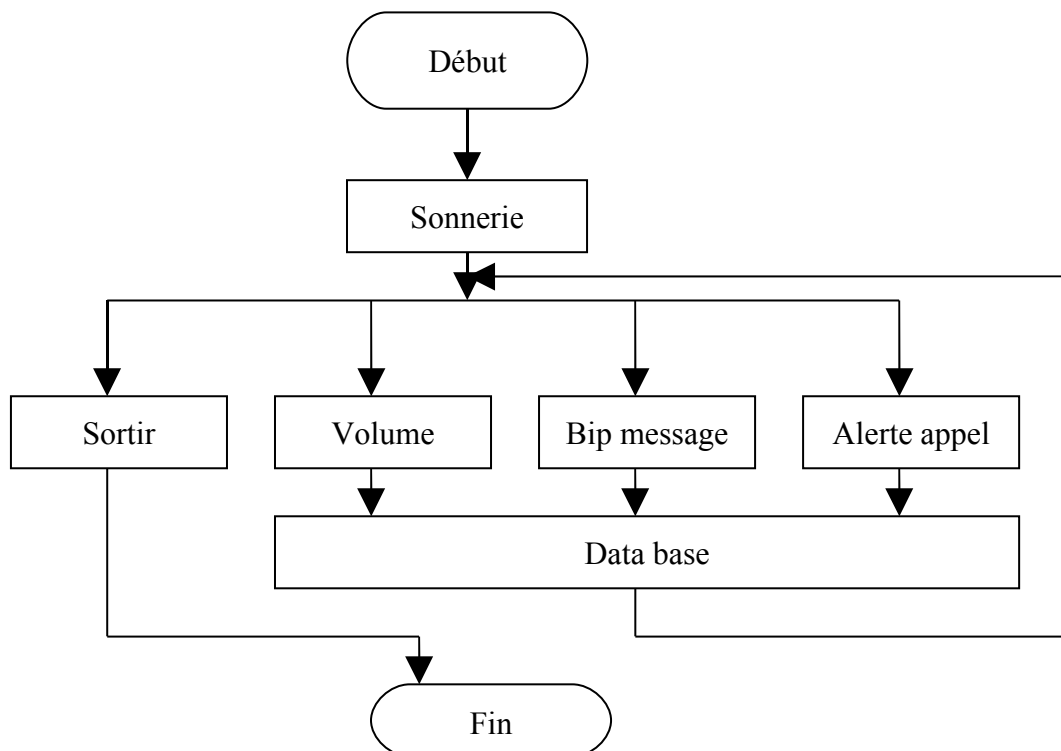 Début
Sonnerie
Sortir
Volume
Bip message
Alerte appel
Data base
Fin